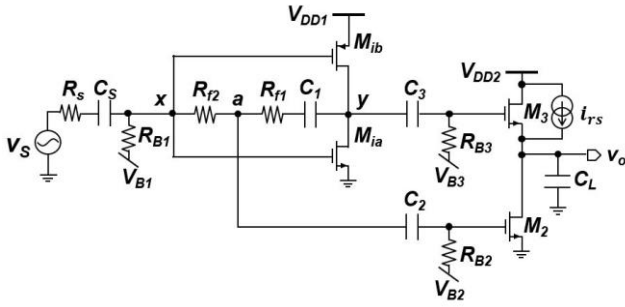 V_DD1
M_ib
R_s
C_S
x
R_f2
a
R_f1
C_1
y
C_3
V_DD2
M_3
i_rs
V_S
R_B1
V_B1
M_ia
R_B3
V_B3
v_o
C_L
C_2
M_2
R_B2
V_B2